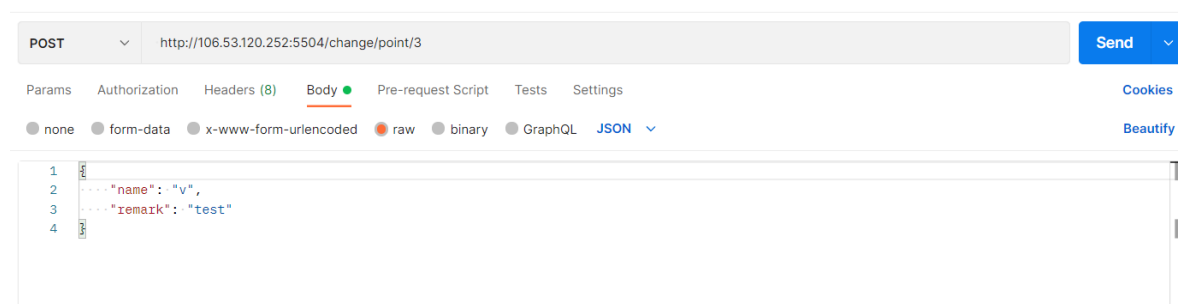 POST http://106.53.120.252:5504/change/point/3 Send
Params Authorization Headers (8) Body Pre-request Script Tests Settings Cookies
none form-data x-www-form-urlencoded raw binary GraphQL JSON Beautify
1 {
2 ····"name":·"v",
3 ····"remark":·"test"
4 }